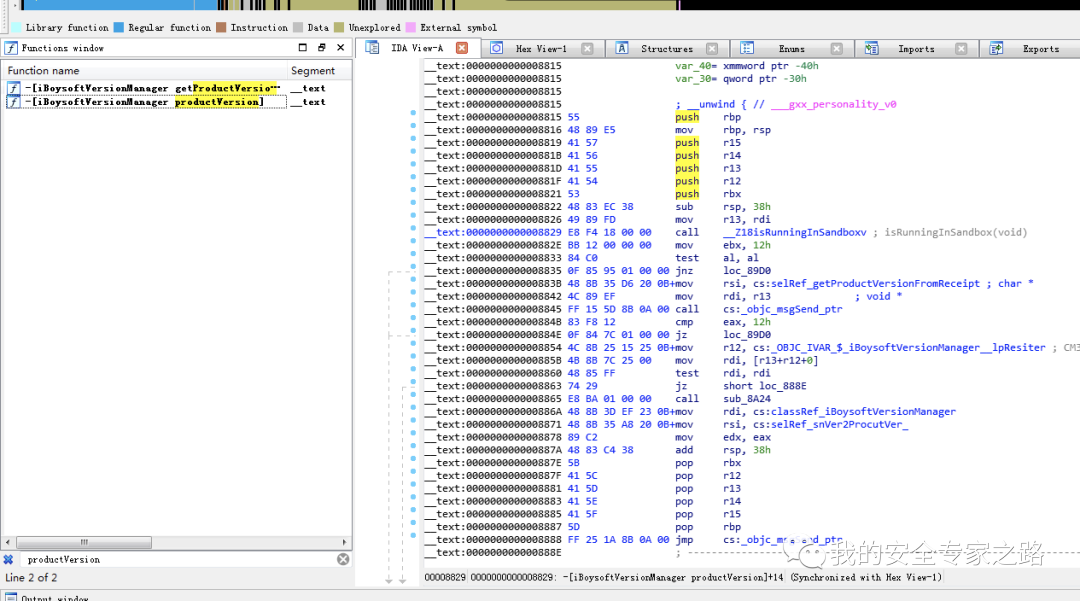 Library function Regular function Instruction Data Unexplored External symbol
Functions window
IDA View-A Hex View-1 Structures Enums Imports Exports
Function name Segment
-[iBoysoftVersionManager getProductVersio⋯ __text
-[iBoysoftVersionManager productVersion] __text
__text:0000000000008815 var_40= xmmword ptr -40h
__text:0000000000008815 var_30= qword ptr -30h
__text:0000000000008815
__text:0000000000008815 ; __unwind { // ___gxx_personality_v0
__text:0000000000008815 55 push rbp
__text:0000000000008816 48 89 E5 mov rbp, rsp
__text:0000000000008819 41 57 push r15
__text:000000000000881B 41 56 push r14
__text:000000000000881D 41 55 push r13
__text:000000000000881F 41 54 push r12
__text:0000000000008821 53 push rbx
__text:0000000000008822 48 83 EC 38 sub rsp, 38h
__text:0000000000008826 49 89 FD mov r13, rdi
__text:0000000000008829 E8 F4 18 00 00 call __Z18isRunningInSandboxv ; isRunningInSandbox(void)
__text:000000000000882E BB 12 00 00 00 mov ebx, 12h
__text:0000000000008833 84 C0 test al, al
__text:0000000000008835 0F 85 95 01 00 00 jnz loc_89D0
__text:000000000000883B 48 8B 35 D6 20 0B+mov rsi, cs:selRef_getProductVersionFromReceipt ; char *
__text:0000000000008842 4C 89 EF mov rdi, r13 ; void *
__text:0000000000008845 FF 15 5D 8B 0A 00 call cs:_objc_msgSend_ptr
__text:000000000000884B 83 F8 12 cmp eax, 12h
__text:000000000000884E 0F 84 7C 01 00 00 jz loc_89D0
__text:0000000000008854 4C 8B 25 15 25 0B+mov r12, cs:_OBJC_IVAR_$_iBoysoftVersionManager__lpResiter ; CM3
__text:000000000000885B 4B 8B 7C 25 00 mov rdi, [r13+r12+0]
__text:0000000000008860 48 85 FF test rdi, rdi
__text:0000000000008863 74 29 jz short loc_888E
__text:0000000000008865 E8 BA 01 00 00 call sub_8A24
__text:000000000000886A 48 8B 3D EF 23 0B+mov rdi, cs:classRef_iBoysoftVersionManager
__text:0000000000008871 48 8B 35 A8 20 0B+mov rsi, cs:selRef_snVer2ProcutVer_
__text:0000000000008878 89 C2 mov edx, eax
__text:000000000000887A 48 83 C4 38 add rsp, 38h
__text:000000000000887E 5B pop rbx
__text:000000000000887F 41 5C pop r12
__text:0000000000008881 41 5D pop r13
__text:0000000000008883 41 5E pop r14
__text:0000000000008885 41 5F pop r15
__text:0000000000008887 5D pop rbp
__text:0000000000008888 FF 25 1A 8B 0A 00 jmp cs:_objc_msgSend_ptr
__text:000000000000888E ; ---------------------------------------------------------------
productVersion
Line 2 of 2
00008829 0000000000008829: -[iBoysoftVersionManager productVersion]+14 (Synchronized with Hex View-1)
Output window
我的安全专家之路